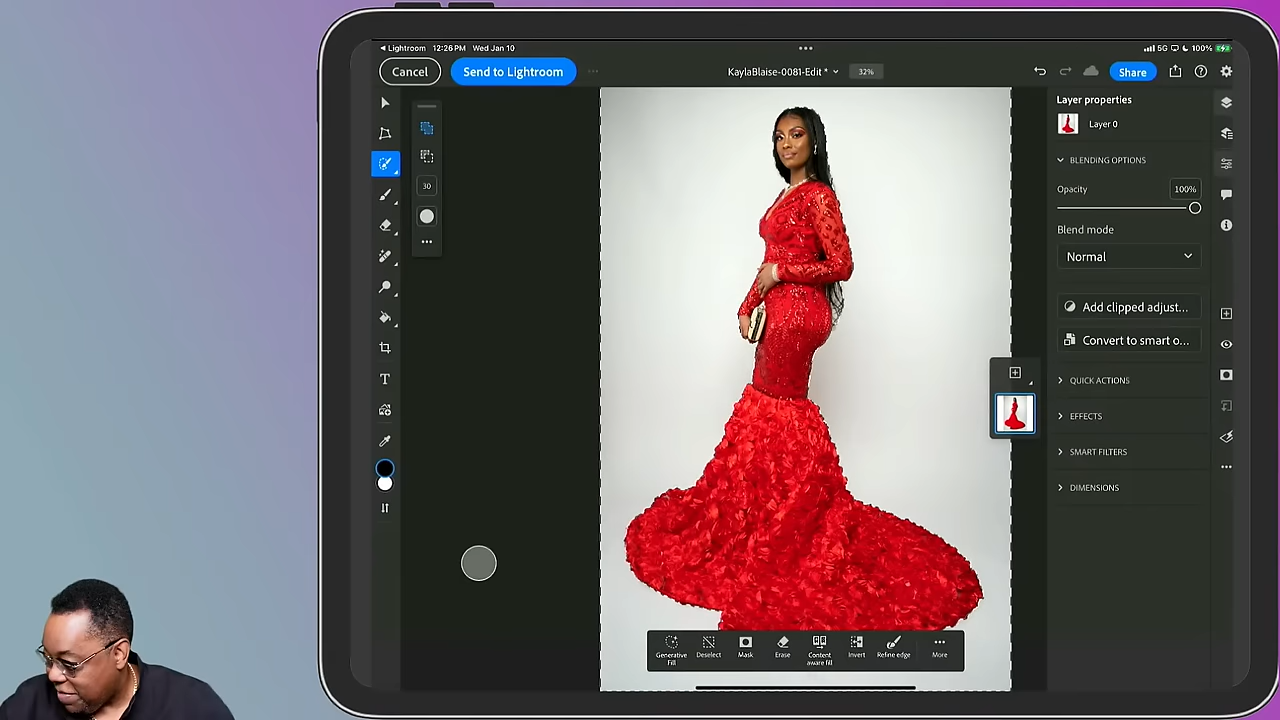 ◀ Lightroom 12:26 PM Wed Jan 10
5G 100%
Cancel
Send to Lightroom
KaylaBlaise-0081-Edit *
32%
Share
30
T
Layer properties
Layer 0
BLENDING OPTIONS
Opacity 100%
Blend mode
Normal
Add clipped adjust...
Convert to smart o...
QUICK ACTIONS
EFFECTS
SMART FILTERS
DIMENSIONS
Generative
Fill
Deselect
Mask
Erase
Content
aware fill
Invert
Refine edge
More